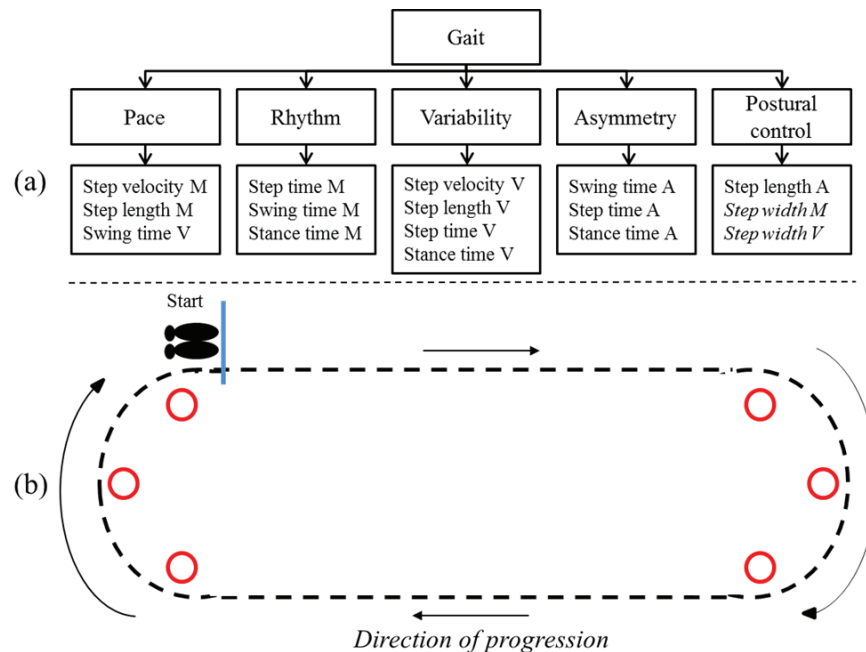 Gait
Pace
Rhythm
Variability
Asymmetry
Postural
control
(a)
Step velocity M
Step length M
Swing time V
Step time M
Swing time M
Stance time M
Step velocity V
Step length V
Step time V
Stance time V
Swing time A
Step time A
Stance time A
Step length A
Step width M
Step width V
Start
(b)
Direction of progression